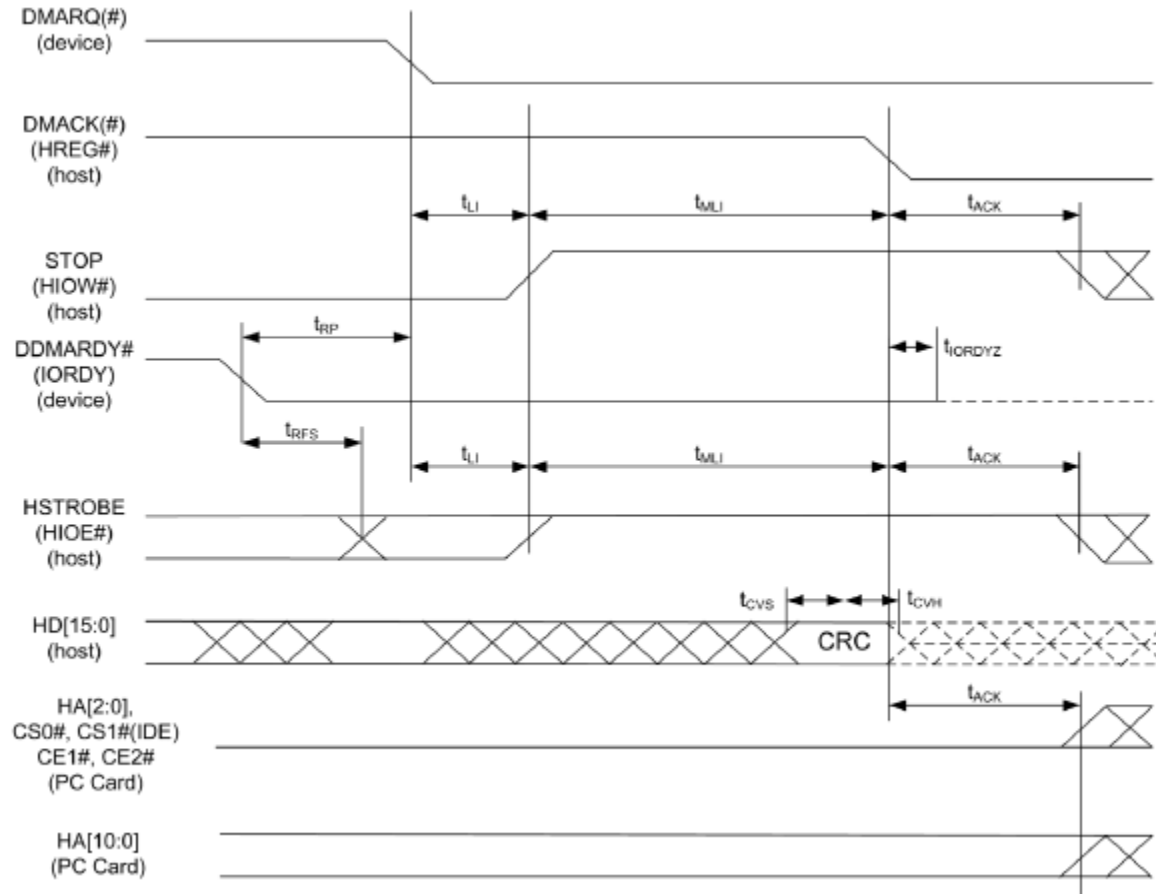 DMARQ(#)
(device)
DMACK(#)
(HREG#)
(host)
tLI
tMLI
tACK
STOP
(HIOW#)
(host)
tRP
DDMARDY#
(IORDY)
(device)
tIORDYZ
tRFS
tLI
tMLI
tACK
HSTROBE
(HIOE#)
(host)
tCVS
tCVH
HD[15:0]
(host)
CRC
HA[2:0],
CS0#, CS1#(IDE)
CE1#, CE2#
(PC Card)
tACK
HA[10:0]
(PC Card)